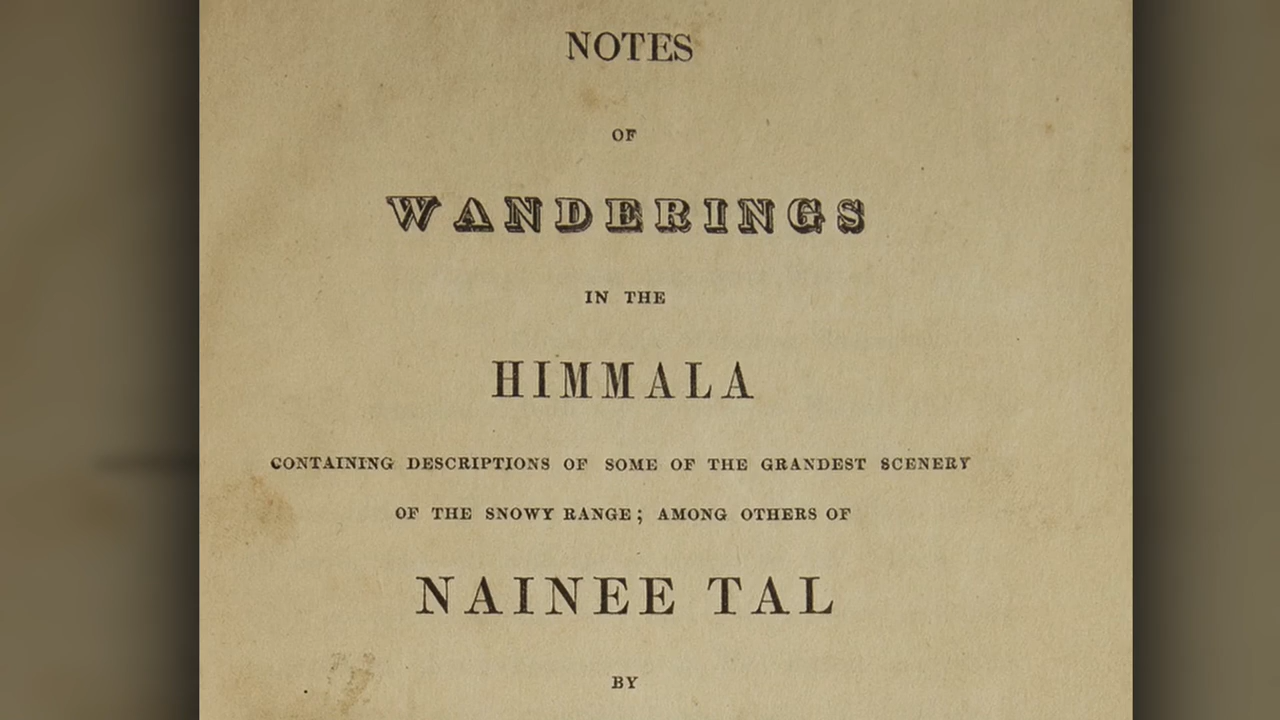 NOTES
OF
WANDERINGS
IN THE
HIMMALA
CONTAINING DESCRIPTIONS OF SOME OF THE GRANDEST SCENERY
OF THE SNOWY RANGE; AMONG OTHERS OF
NAINEE TAL
BY